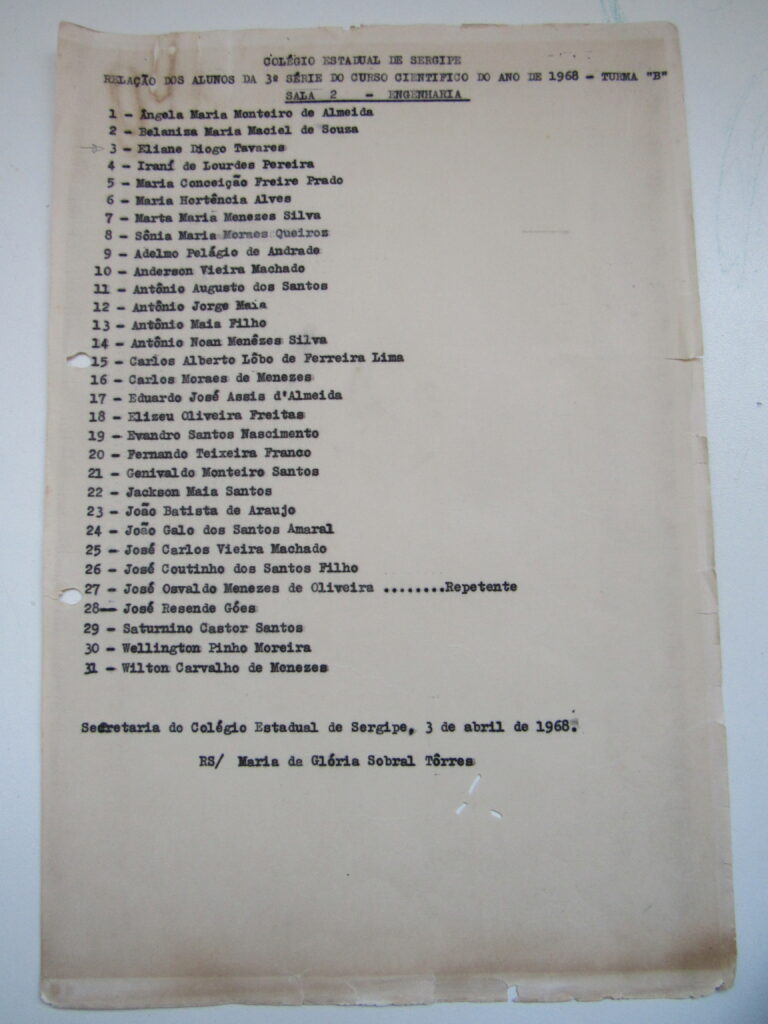 COLÉGIO ESTADUAL DE SERGIPE
RELAÇÃO DOS ALUNOS DA 3ª SÉRIE DO CURSO CIENTIFICO DO ANO DE 1968 - TURMA "B"
SALA 2 - ENGENHARIA
1 - Ângela Maria Monteiro de Almeida
2 - Belaniza Maria Maciel de Souza
3 - Eliane Diogo Tavares
4 - Iraní de Lourdes Pereira
5 - Maria Conceição Freire Prado
6 - Maria Hortência Alves
7 - Marta Maria Menezes Silva
8 - Sônia Maria Moraes Queiroz
9 - Adelmo Pelágio de Andrade
10 - Anderson Vieira Machado
11 - Antônio Augusto dos Santos
12 - Antônio Jorge Maia
13 - Antônio Maia Filho
14 - Antônio Noan Menêzes Silva
15 - Carlos Alberto Lôbo de Ferreira Lima
16 - Carlos Moraes de Menezes
17 - Eduardo José Assis d'Almeida
18 - Elizeu Oliveira Freitas
19 - Evandro Santos Nascimento
20 - Fernando Teixeira Franco
21 - Genivaldo Monteiro Santos
22 - Jackson Maia Santos
23 - João Batista de Araujo
24 - João Galo dos Santos Amaral
25 - José Carlos Vieira Machado
26 - José Coutinho dos Santos Filho
27 - José Osvaldo Menezes de Oliveira ........Repetente
28 - José Resende Góes
29 - Saturnino Castor Santos
30 - Wellington Pinho Moreira
31 - Wilton Carvalho de Menezes
Secretaria do Colégio Estadual de Sergipe, 3 de abril de 1968.
RS/ Maria da Glória Sobral Tôrres